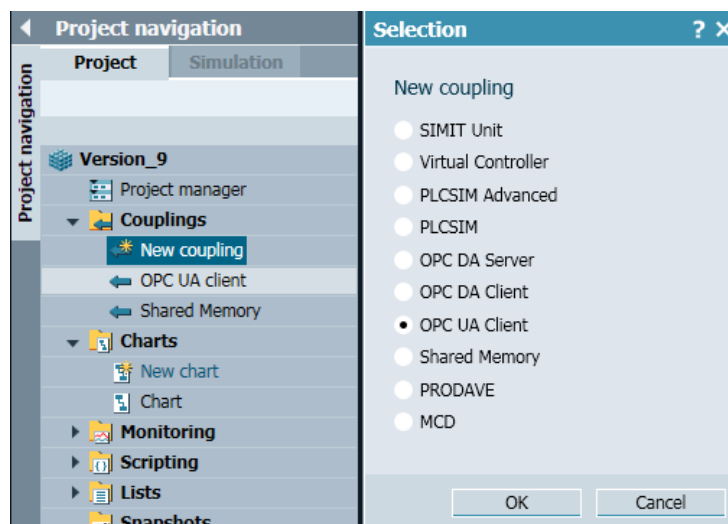 Project navigation
Project navigation
Project
Simulation
Version_9
Project manager
Couplings
New coupling
OPC UA client
Shared Memory
Charts
New chart
Chart
Monitoring
Scripting
Lists
Snapshots
Selection
?
New coupling
SIMIT Unit
Virtual Controller
PLCSIM Advanced
PLCSIM
OPC DA Server
OPC DA Client
OPC UA Client
Shared Memory
PRODAVE
MCD
OK
Cancel